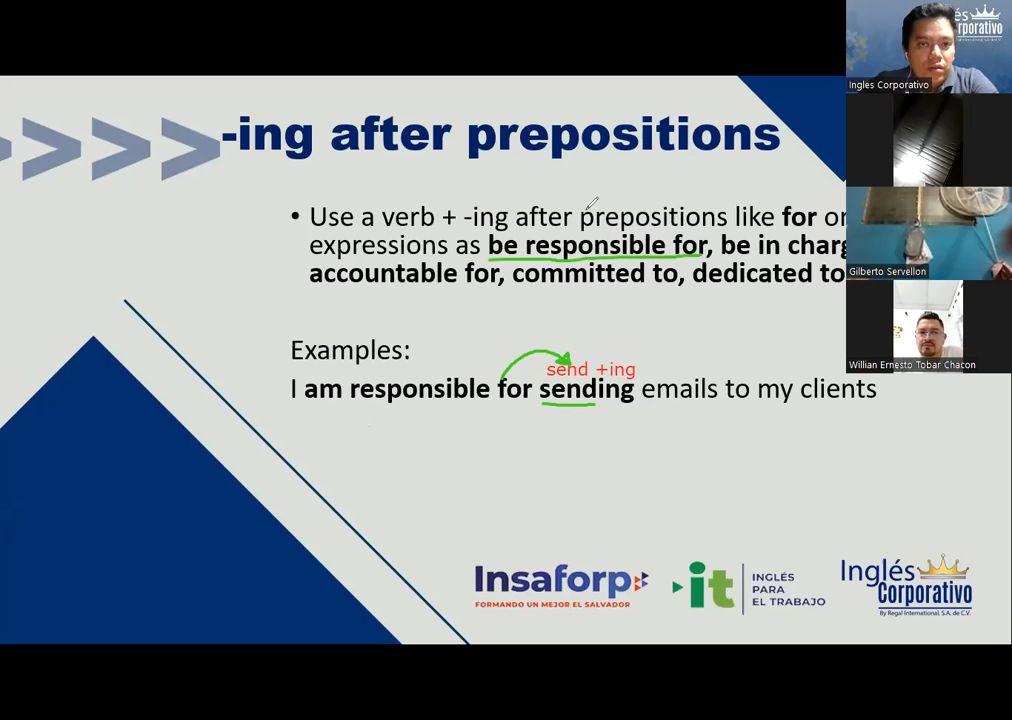 és
Corporativo
Ingles Corporativo
-ing after prepositions
• Use a verb + -ing after prepositions like for or
expressions as be responsible for, be in charg
accountable for, committed to, dedicated to
Gilberto Servellon
Examples:
send +ing
Willian Ernesto Tobar Chacon
I am responsible for sending emails to my clients
Insaforp
FORMANDO UN MEJOR EL SALVADOR
it
INGLÉS
PARA
EL TRABAJO
Inglés
Corporativo
By Regal International, S.A. de C.V.